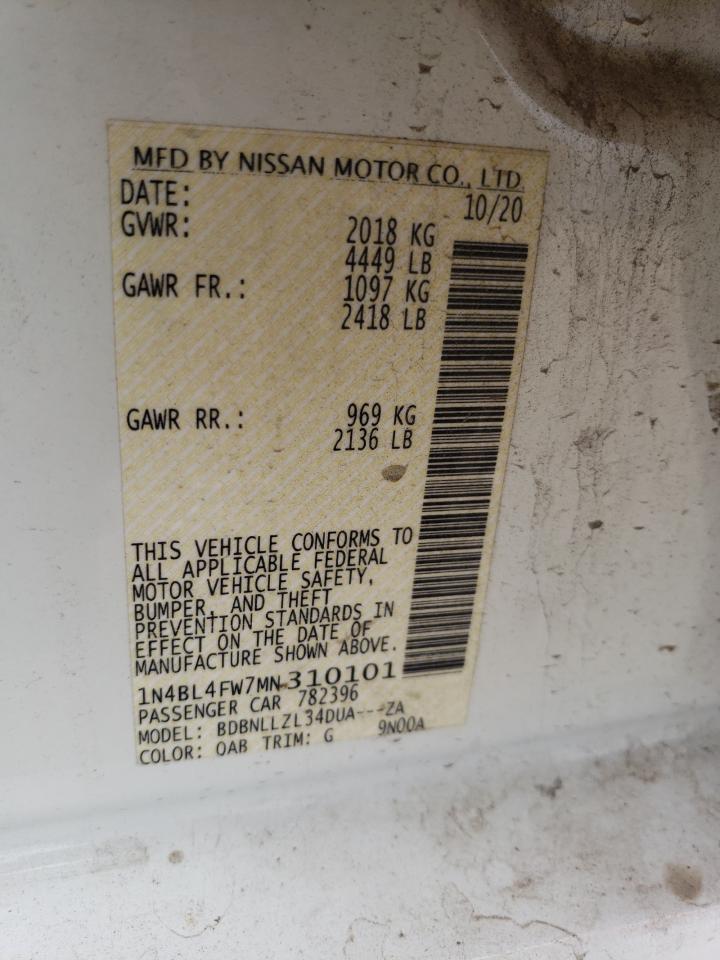 MFD BY NISSAN MOTOR CO., LTD.
DATE: 10/20
GVWR: 2018 KG
4449 LB
GAWR FR.: 1097 KG
2418 LB
GAWR RR.: 969 KG
2136 LB
THIS VEHICLE CONFORMS TO
ALL APPLICABLE FEDERAL
MOTOR VEHICLE SAFETY,
BUMPER, AND THEFT
PREVENTION STANDARDS IN
EFFECT ON THE DATE OF
MANUFACTURE SHOWN ABOVE.
1N4BL4FW7MN310101
PASSENGER CAR 782396
MODEL: BDBNLLZL34DUA---ZA
COLOR: QAB TRIM: G 9N00A